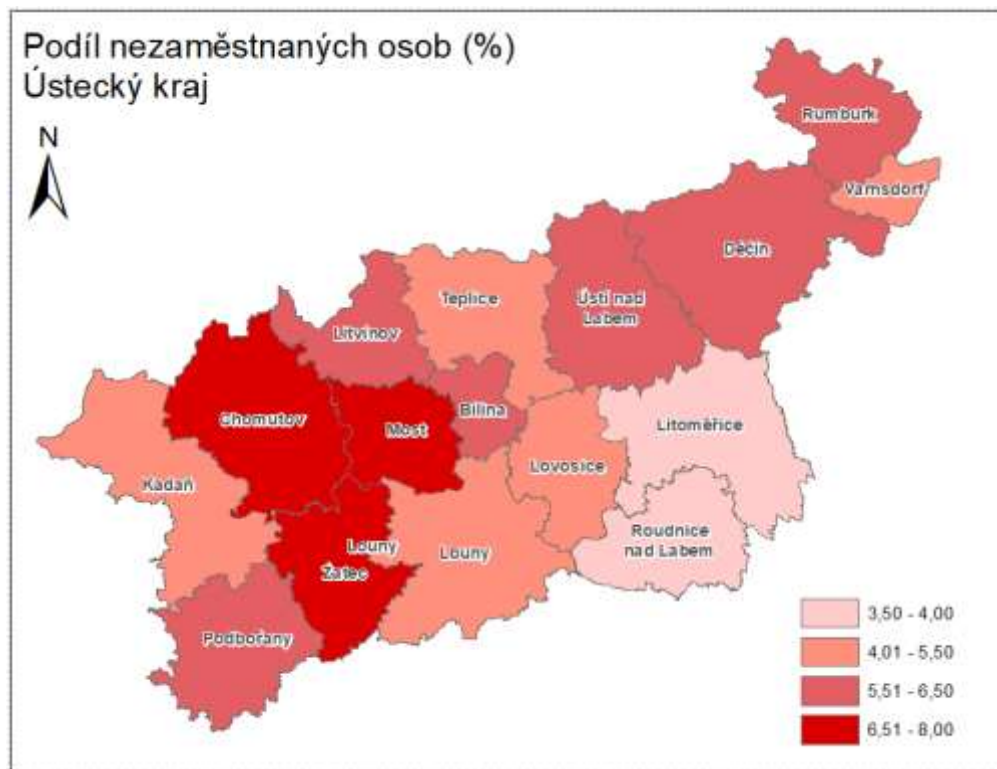 Podíl nezaměstnaných osob (%)
Ústecký kraj
N
Rumburk
Varnsdorf
Děčín
Ústí nad
Labem
Teplice
Litvínov
Bílina
Chomutov
Most
Litoměřice
Lovosice
Kadaň
Roudnice
nad Labem
Louny
Louny
Žatec
Podbořany
3,50 - 4,00
4,01 - 5,50
5,51 - 6,50
6,51 - 8,00